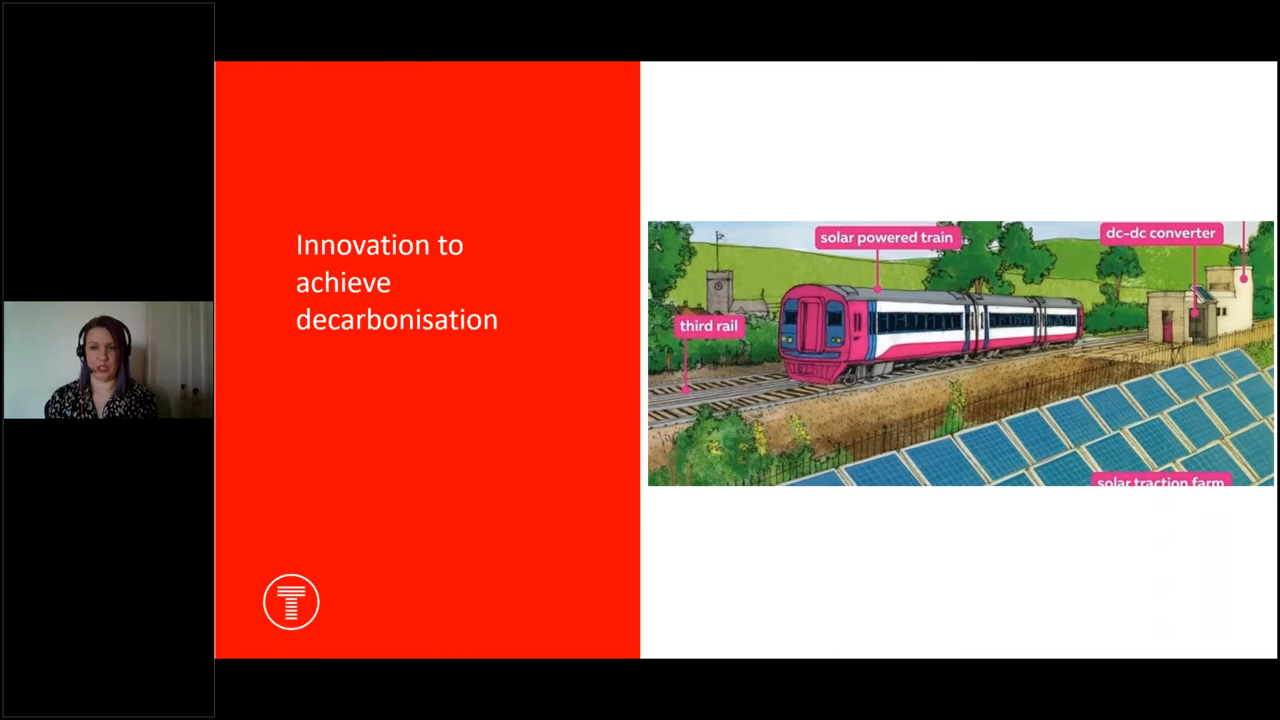 Innovation to
achieve
decarbonisation
T
solar powered train
dc-dc converter
third rail
solar traction farm